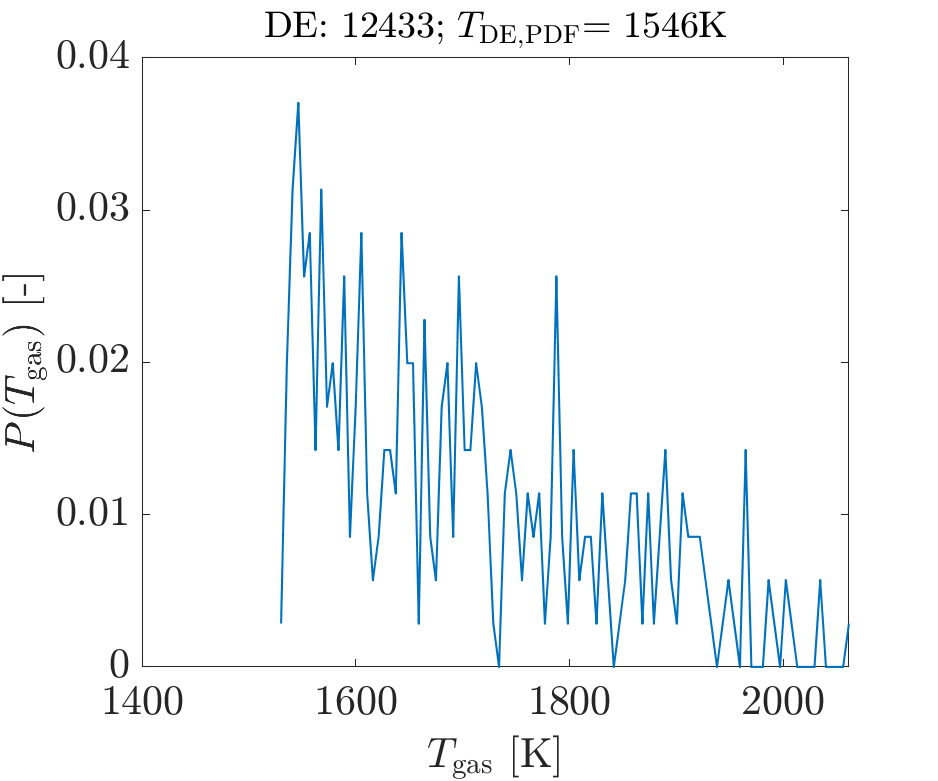 DE: 12433; T_DE,PDF= 1546K
0.04
0.03
0.02
0.01
0
P(T_gas) [-]
1400 1600 1800 2000
T_gas [K]